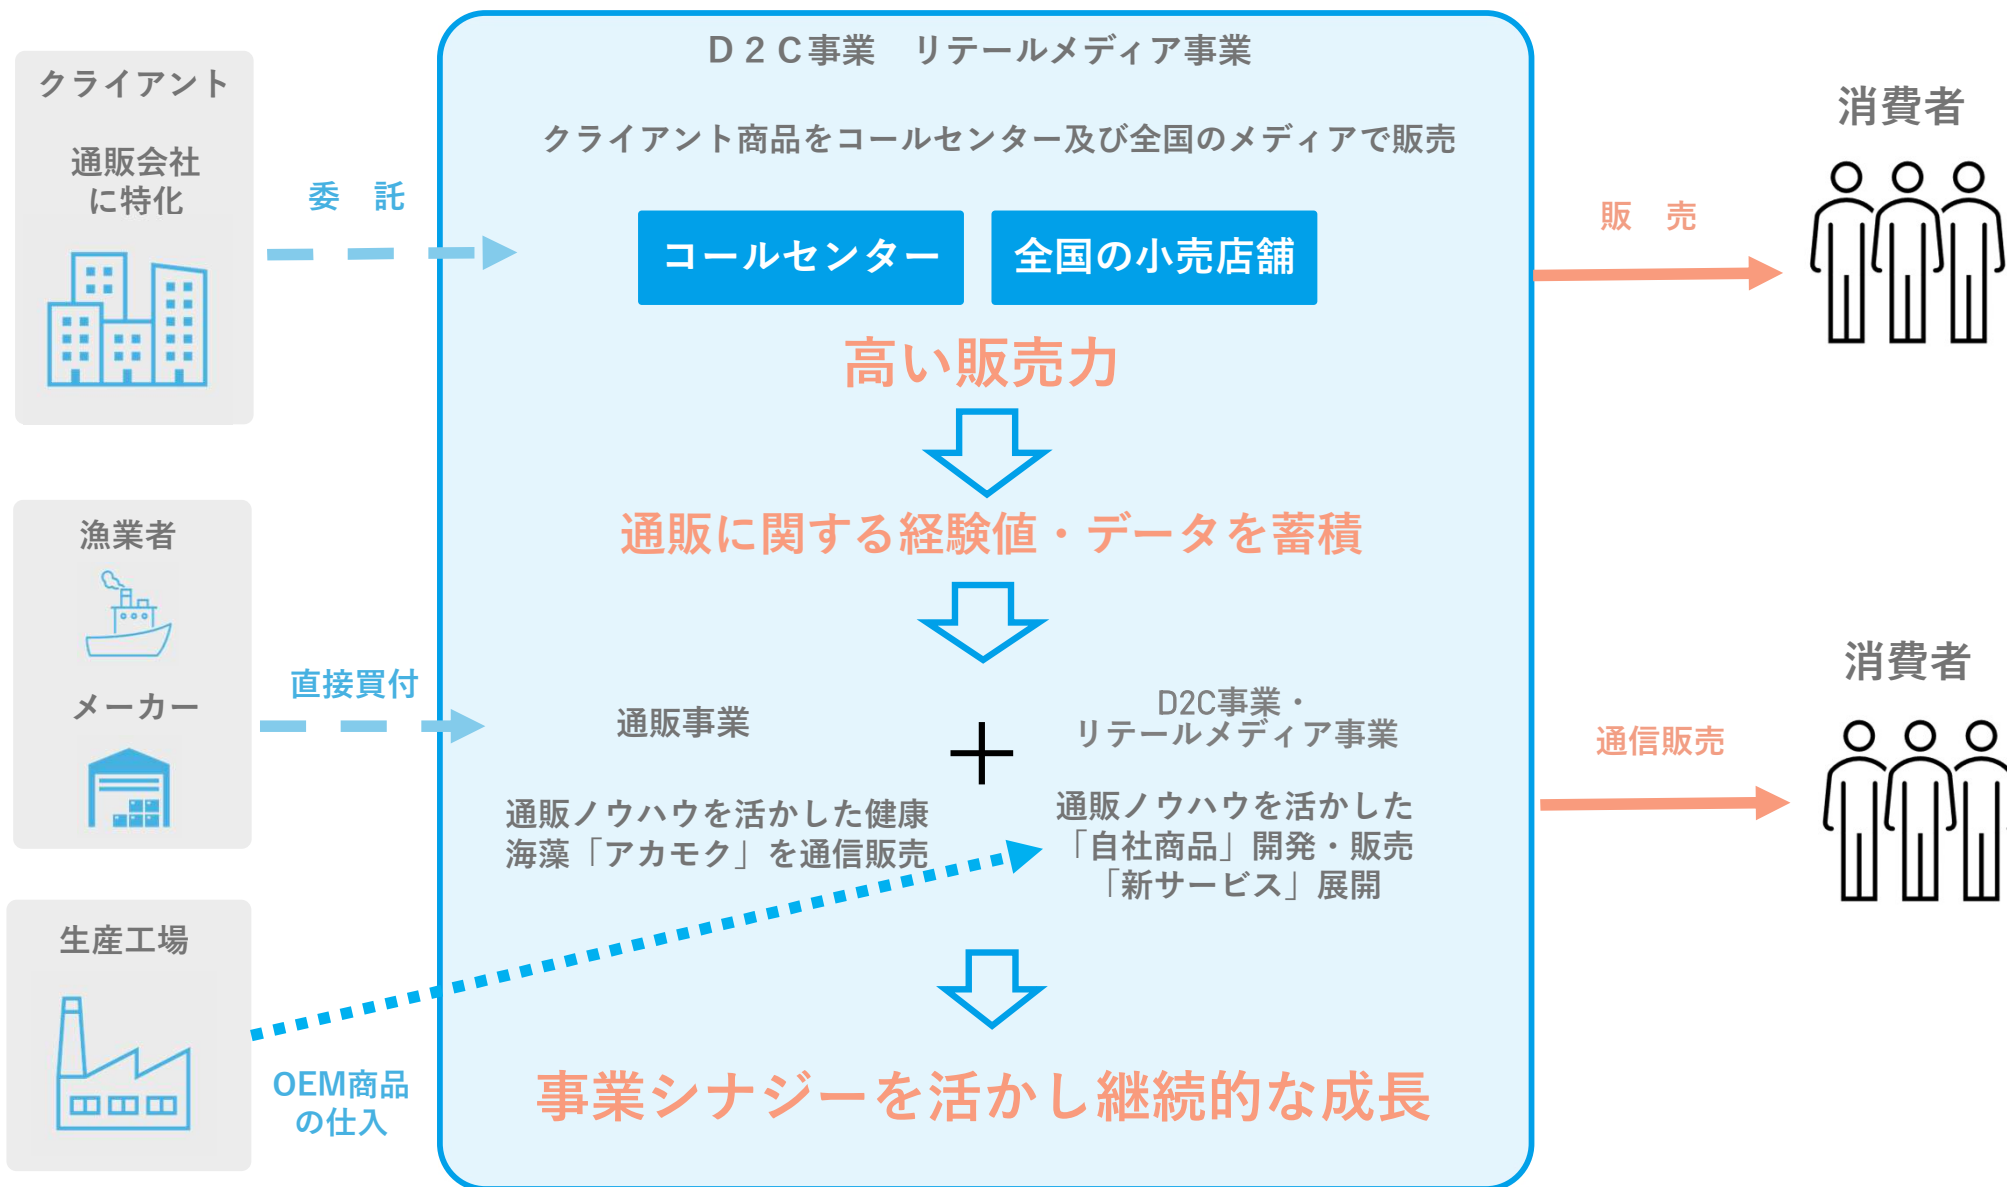 D２C事業　リテールメディア事業
クライアント
通販会社
に特化
委　託
クライアント商品をコールセンター及び全国のメディアで販売
コールセンター
全国の小売店舗
高い販売力
販　売
消費者
通販に関する経験値・データを蓄積
漁業者
メーカー
直接買付
通販事業
通販ノウハウを活かした健康
海藻「アカモク」を通信販売
＋
D2C事業・
リテールメディア事業
通販ノウハウを活かした
「自社商品」開発・販売
「新サービス」展開
通信販売
消費者
生産工場
OEM商品
の仕入
事業シナジーを活かし継続的な成長